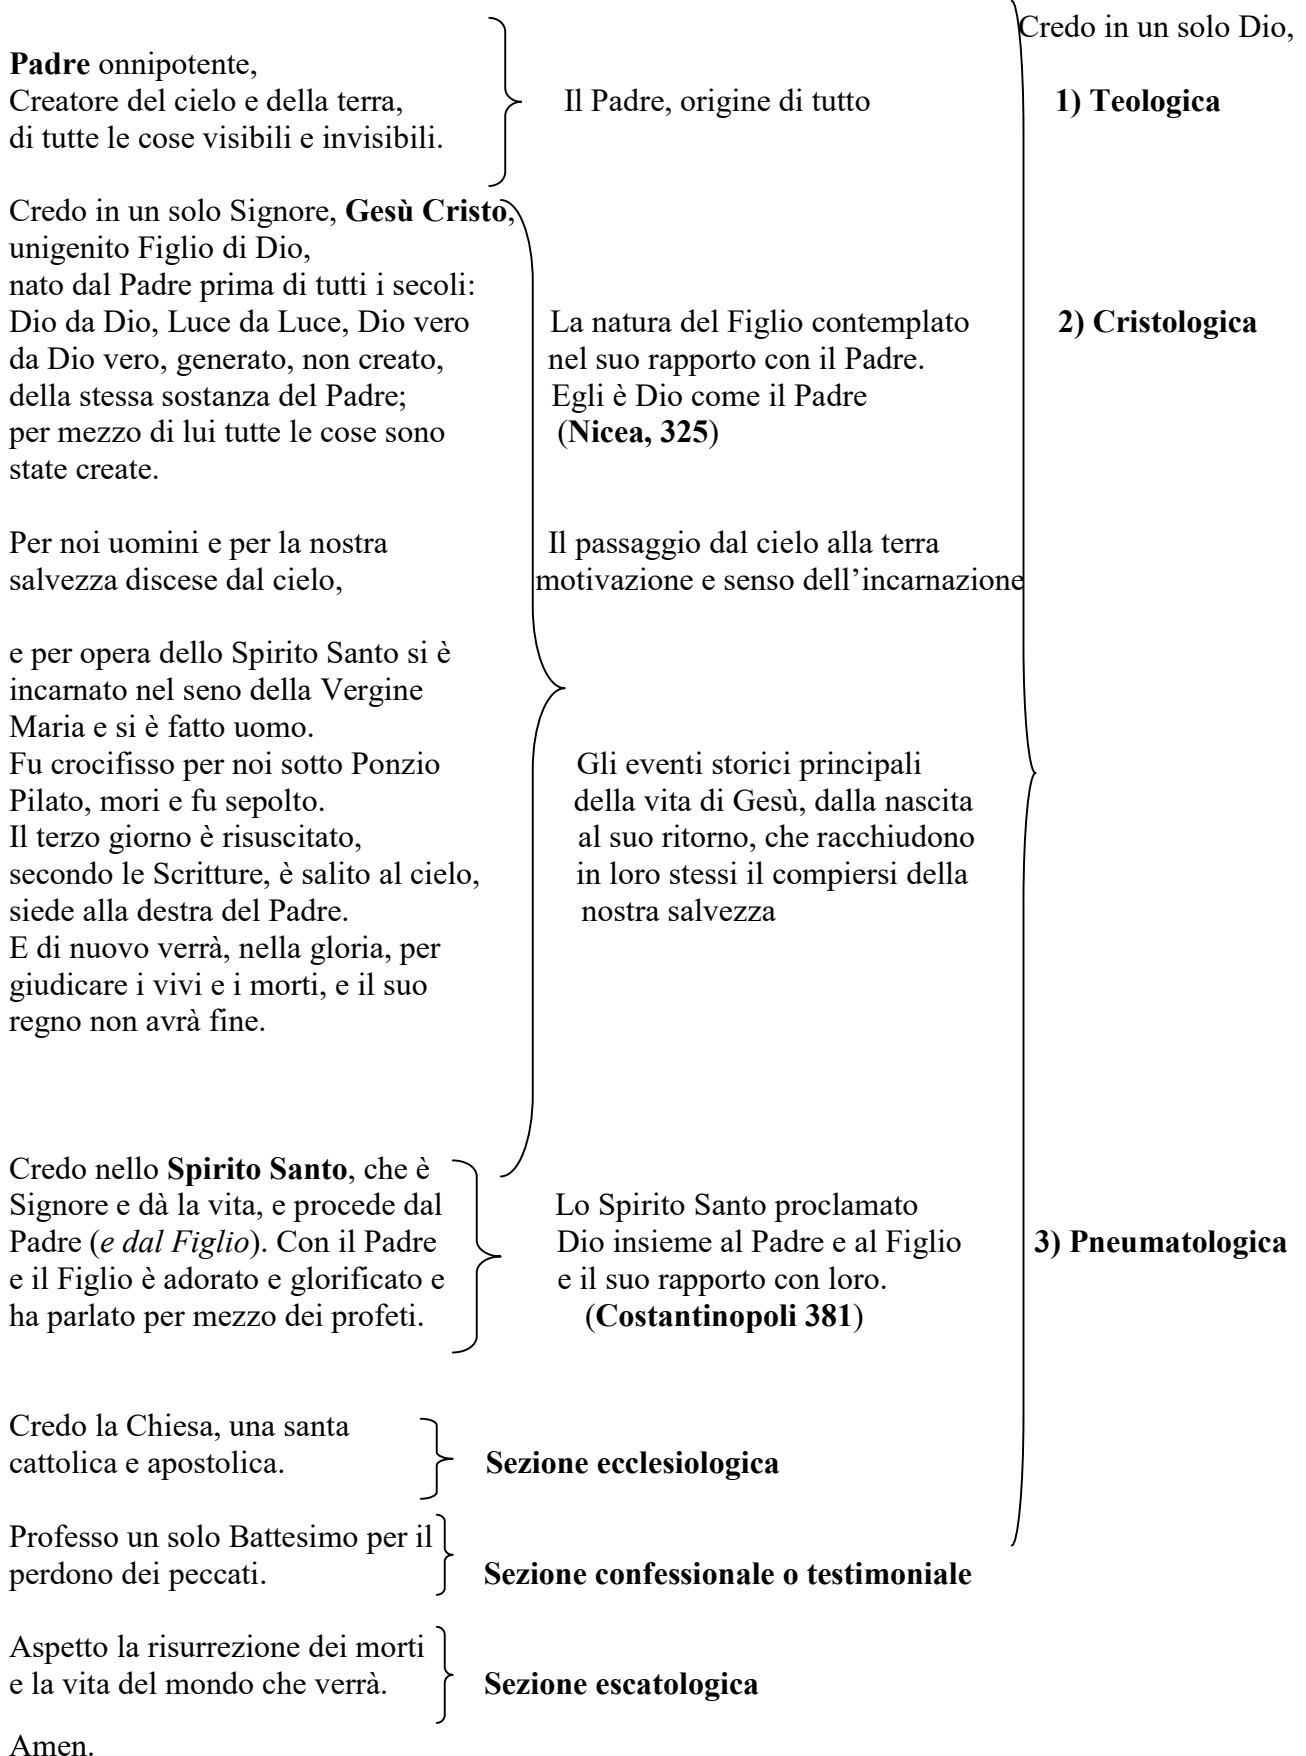 Credo in un solo Dio,
Padre onnipotente,
Creatore del cielo e della terra,
di tutte le cose visibili e invisibili.
Il Padre, origine di tutto
1) Teologica
Credo in un solo Signore, Gesù Cristo,
unigenito Figlio di Dio,
nato dal Padre prima di tutti i secoli:
Dio da Dio, Luce da Luce, Dio vero
da Dio vero, generato, non creato,
della stessa sostanza del Padre;
per mezzo di lui tutte le cose sono
state create.
La natura del Figlio contemplato
nel suo rapporto con il Padre.
Egli è Dio come il Padre
(Nicea, 325)
2) Cristologica
Per noi uomini e per la nostra
salvezza discese dal cielo,
Il passaggio dal cielo alla terra
motivazione e senso dell’incarnazione
e per opera dello Spirito Santo si è
incarnato nel seno della Vergine
Maria e si è fatto uomo.
Fu crocifisso per noi sotto Ponzio
Pilato, mori e fu sepolto.
Il terzo giorno è risuscitato,
secondo le Scritture, è salito al cielo,
siede alla destra del Padre.
E di nuovo verrà, nella gloria, per
giudicare i vivi e i morti, e il suo
regno non avrà fine.
Gli eventi storici principali
della vita di Gesù, dalla nascita
al suo ritorno, che racchiudono
in loro stessi il compiersi della
nostra salvezza
Credo nello Spirito Santo, che è
Signore e dà la vita, e procede dal
Padre (e dal Figlio). Con il Padre
e il Figlio è adorato e glorificato e
ha parlato per mezzo dei profeti.
Lo Spirito Santo proclamato
Dio insieme al Padre e al Figlio
e il suo rapporto con loro.
(Costantinopoli 381)
3) Pneumatologica
Credo la Chiesa, una santa
cattolica e apostolica.
Sezione ecclesiologica
Professo un solo Battesimo per il
perdono dei peccati.
Sezione confessionale o testimoniale
Aspetto la risurrezione dei morti
e la vita del mondo che verrà.
Sezione escatologica
Amen.